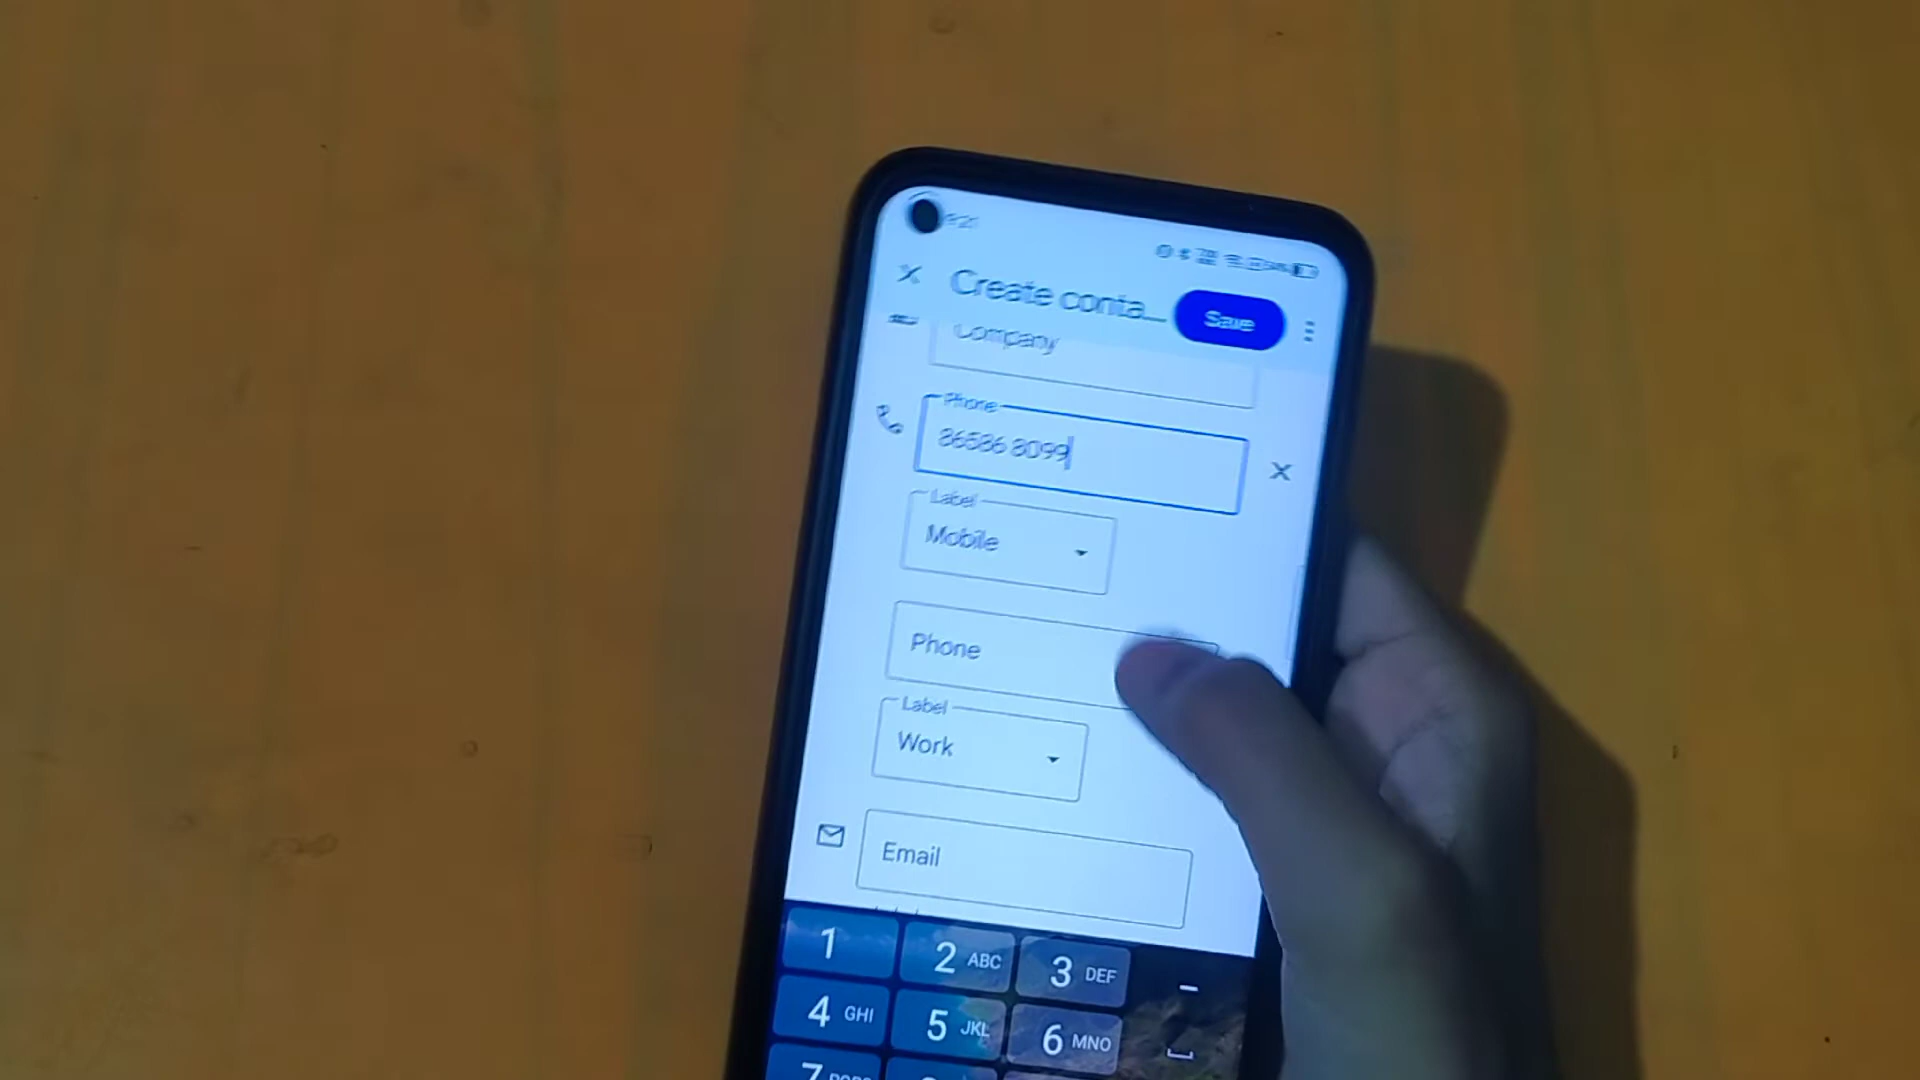 Create conta...
Save
Company
Phone
86586 8099
Label
Mobile
Phone
Label
Work
Email
1
2 ABC
3 DEF
4 GHI
5 JKL
6 MNO
7